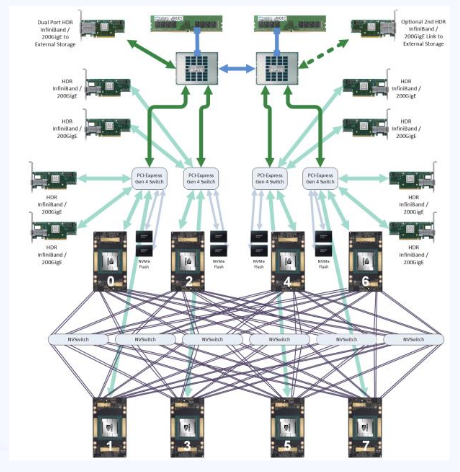 Dual Port HDR
InfiniBand /
200GigE to
External Storage
Optional 2nd HDR
InfiniBand /
200GigE Link to
External Storage
HDR
InfiniBand /
200GigE
HDR
InfiniBand /
200GigE
HDR
InfiniBand /
200GigE
HDR
InfiniBand /
200GigE
PCI-Express
Gen 4 Switch
PCI-Express
Gen 4 Switch
PCI-Express
Gen 4 Switch
PCI-Express
Gen 4 Switch
HDR
InfiniBand /
200GigE
HDR
InfiniBand /
200GigE
HDR
InfiniBand /
200GigE
HDR
InfiniBand /
200GigE
NVMe
Flash
NVMe
Flash
NVMe
Flash
NVMe
Flash
0
2
4
6
NVSwitch
NVSwitch
NVSwitch
NVSwitch
NVSwitch
NVSwitch
1
3
5
7